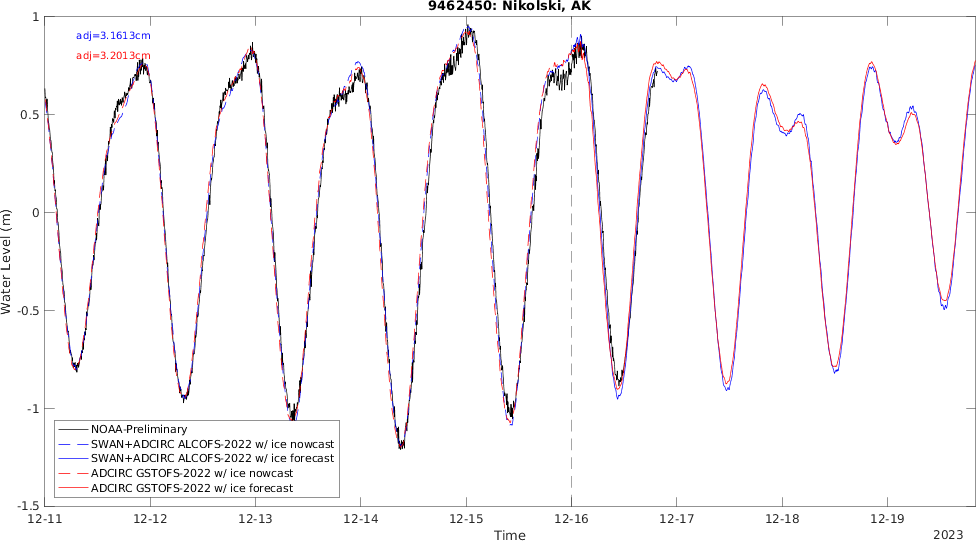 9462450: Nikolski, AK
adj=3.1613cm
adj=3.2013cm
1
0.5
0
-0.5
-1
-1.5
Water Level (m)
NOAA-Preliminary
SWAN+ADCIRC ALCOFS-2022 w/ ice nowcast
SWAN+ADCIRC ALCOFS-2022 w/ ice forecast
ADCIRC GSTOFS-2022 w/ ice nowcast
ADCIRC GSTOFS-2022 w/ ice forecast
12-11 12-12 12-13 12-14 12-15 12-16 12-17 12-18 12-19
Time
2023